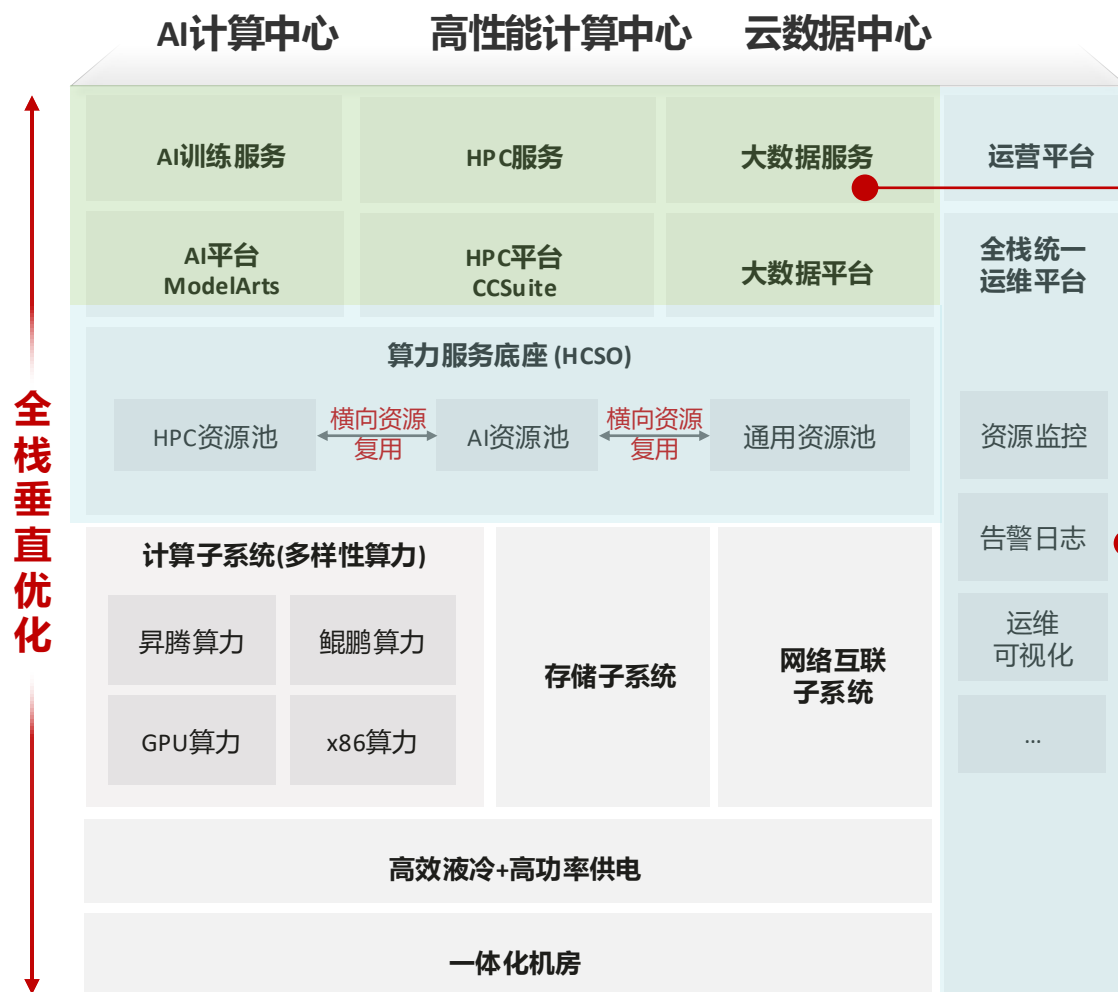 AI计算中心 高性能计算中心 云数据中心
AI训练服务 HPC服务 大数据服务 运营平台
AI平台
ModelArts
HPC平台
CCSuite
大数据平台
全栈统一
运维平台
算力服务底座 (HCSO)
HPC资源池
横向资源
复用
AI资源池
横向资源
复用
通用资源池
资源监控
告警日志
运维
可视化
...
全栈垂直优化
计算子系统(多样性算力)
昇腾算力 鲲鹏算力
GPU算力 x86算力
存储子系统
网络互联
子系统
高效液冷+高功率供电
一体化机房